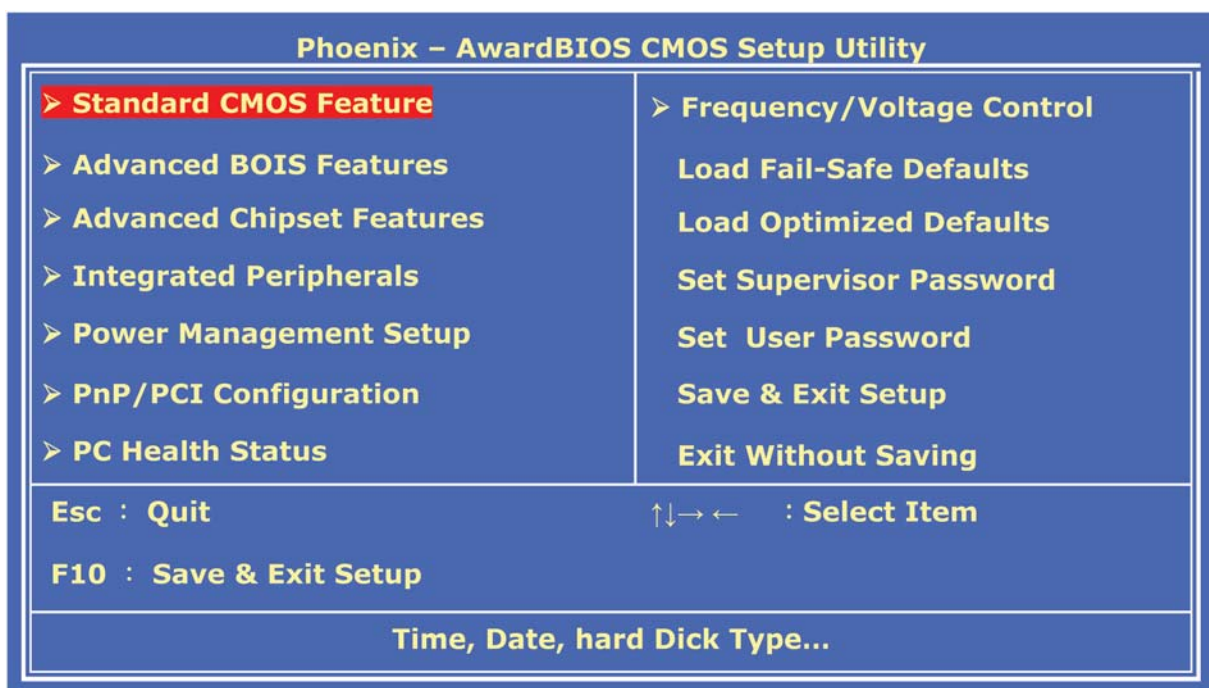 Phoenix – AwardBIOS CMOS Setup Utility
➢ Standard CMOS Feature
➢ Advanced BOIS Features
➢ Advanced Chipset Features
➢ Integrated Peripherals
➢ Power Management Setup
➢ PnP/PCI Configuration
➢ PC Health Status
➢ Frequency/Voltage Control
Load Fail-Safe Defaults
Load Optimized Defaults
Set Supervisor Password
Set User Password
Save & Exit Setup
Exit Without Saving
Esc : Quit
↑↓→ ← : Select Item
F10 : Save & Exit Setup
Time, Date, hard Dick Type...